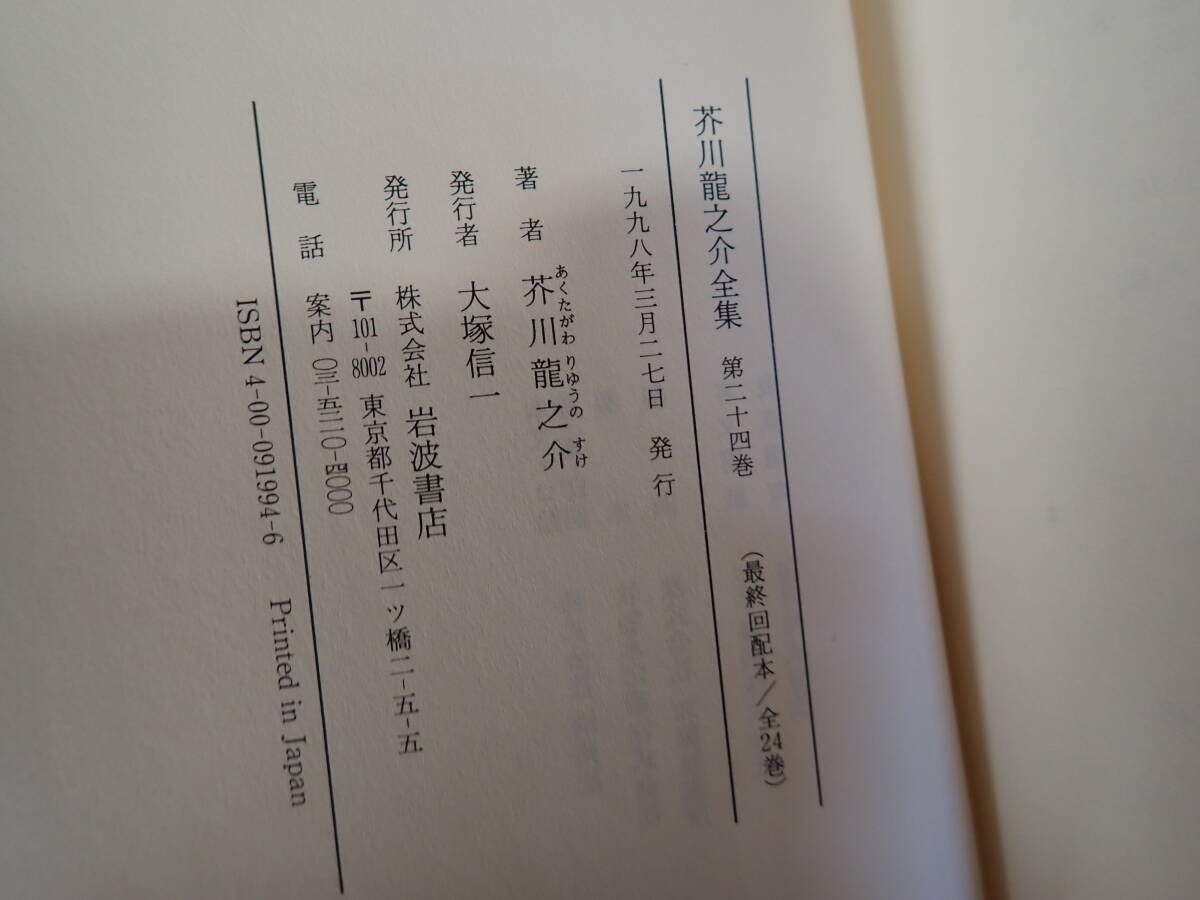 芥川龍之介全集 第二十四巻 (最終回配本/全24巻)
一九九八年三月二七日 発行
著者 芥川龍之介
あくたがわ りゆうの すけ
発行者 大塚信一
発行所 株式会社 岩波書店
〒101-8002 東京都千代田区一ツ橋二-五-五
電話 案内 〇三-五二一〇-四〇〇〇
ISBN 4-00-091994-6 Printed in Japan